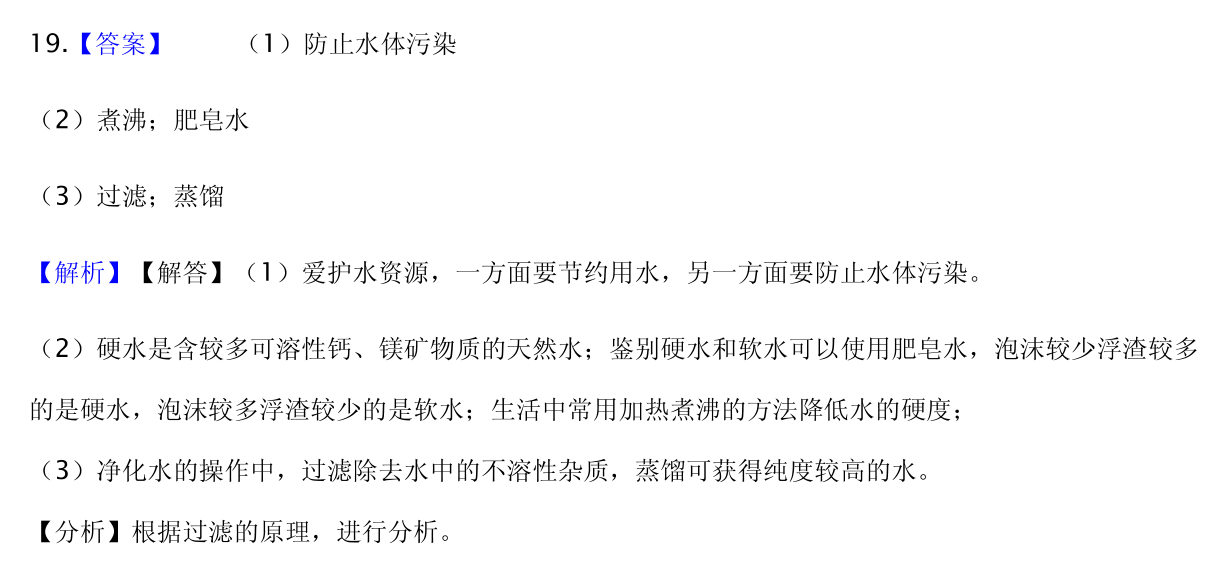 19.【答案】 （1）防止水体污染
（2）煮沸；肥皂水
（3）过滤；蒸馏
【解析】【解答】（1）爱护水资源，一方面要节约用水，另一方面要防止水体污染。
（2）硬水是含较多可溶性钙、镁矿物质的天然水；鉴别硬水和软水可以使用肥皂水，泡沫较少浮渣较多
的是硬水，泡沫较多浮渣较少的是软水；生活中常用加热煮沸的方法降低水的硬度；
（3）净化水的操作中，过滤除去水中的不溶性杂质，蒸馏可获得纯度较高的水。
【分析】根据过滤的原理，进行分析。